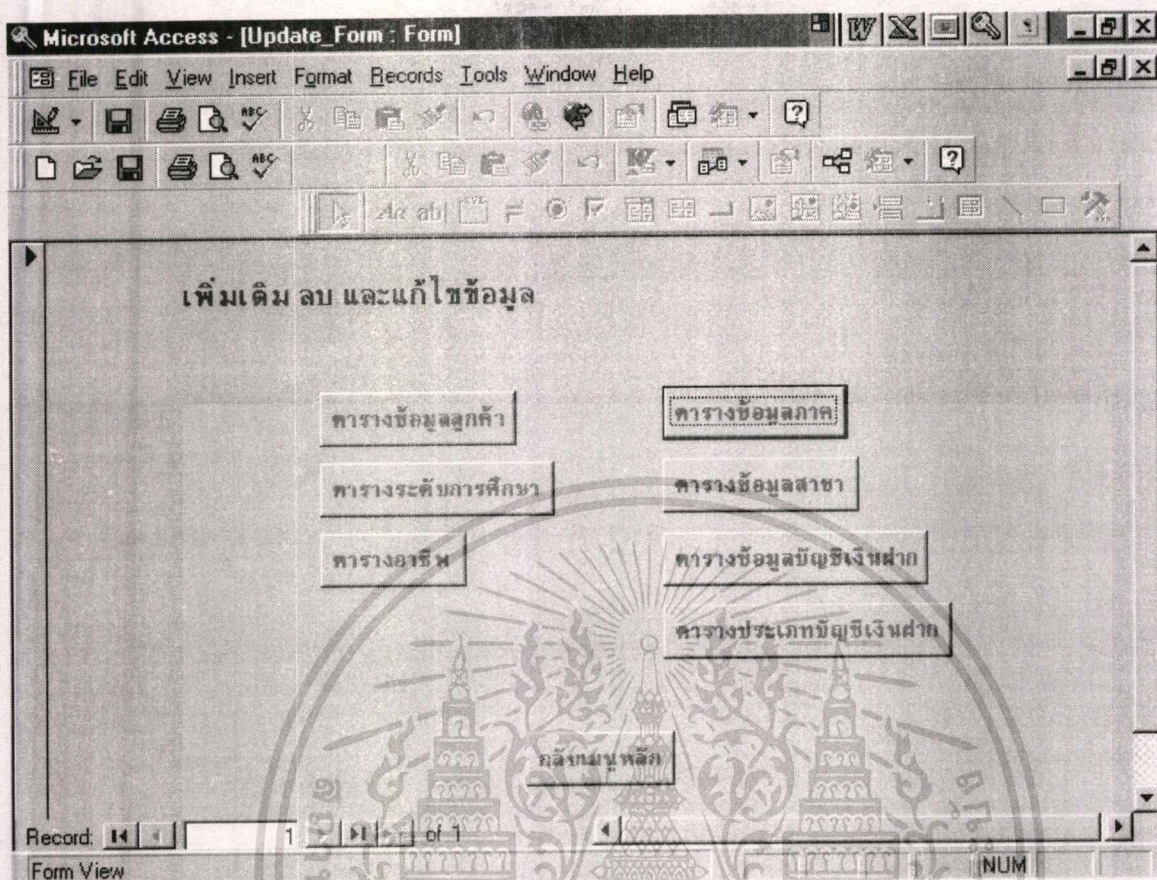 Microsoft Access - [Update_Form : Form]
File Edit View Insert Format Records Tools Window Help
เพิ่มเติม ลบ และแก้ไขข้อมูล
ตารางข้อมูลลูกค้า
ตารางข้อมูลภาค
ตารางระดับการศึกษา
ตารางข้อมูลสาขา
ตารางอาชีพ
ตารางข้อมูลบัญชีเงินฝาก
ตารางประเภทบัญชีเงินฝาก
กลับเมนูหลัก
Record: 1 of 1
Form View NUM